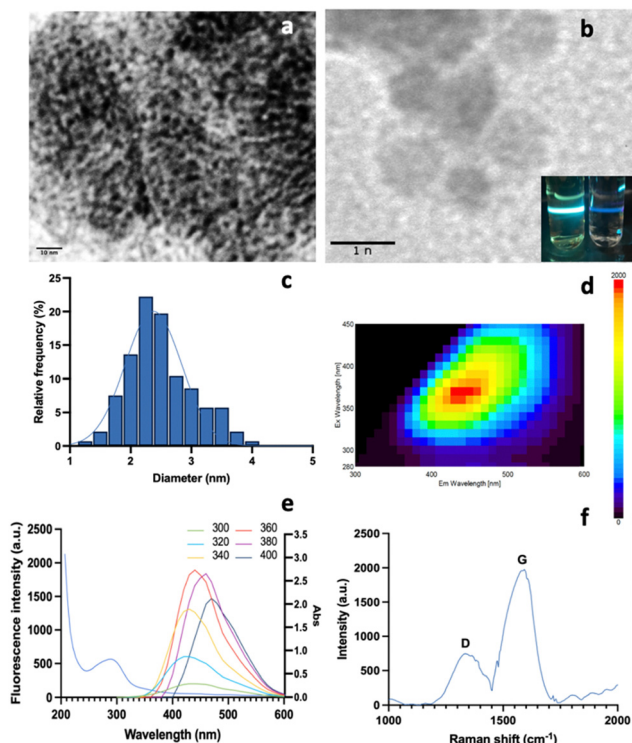 a
10 nm
b
1 n
c
Relative frequency (%)
25
20
15
10
5
0
1 2 3 4 5
Diameter (nm)
d
Ex Wavelength [nm]
450
400
350
300
280
300 400 500 600
Em Wavelength [nm]
2000
0
e
Fluorescence intensity (a.u.)
2500
2000
1500
1000
500
0
200 300 400 500 600
Wavelength (nm)
300 360
320 380
340 400
3.5
3.0
2.5
2.0
1.5
1.0
0.5
0.0
Abs
f
Intensity (a.u.)
2500
2000
1500
1000
500
0
D
G
1000 1200 1400 1600 1800 2000
Raman shift (cm⁻¹)